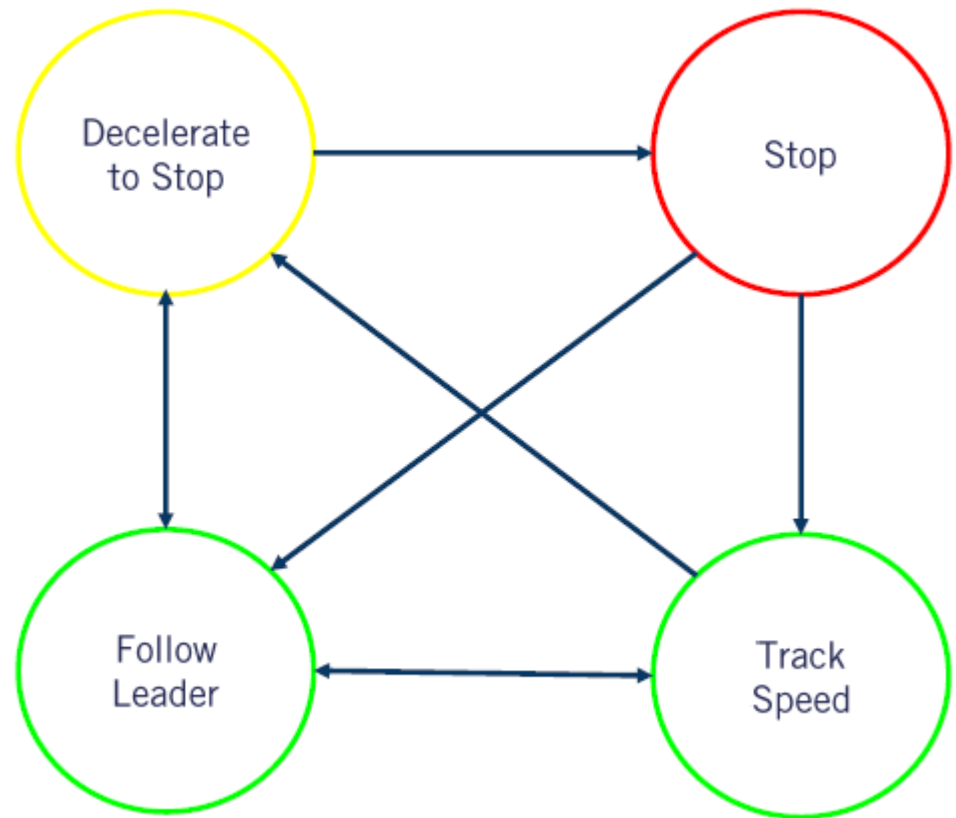 Decelerate
to Stop
Stop
Follow
Leader
Track
Speed